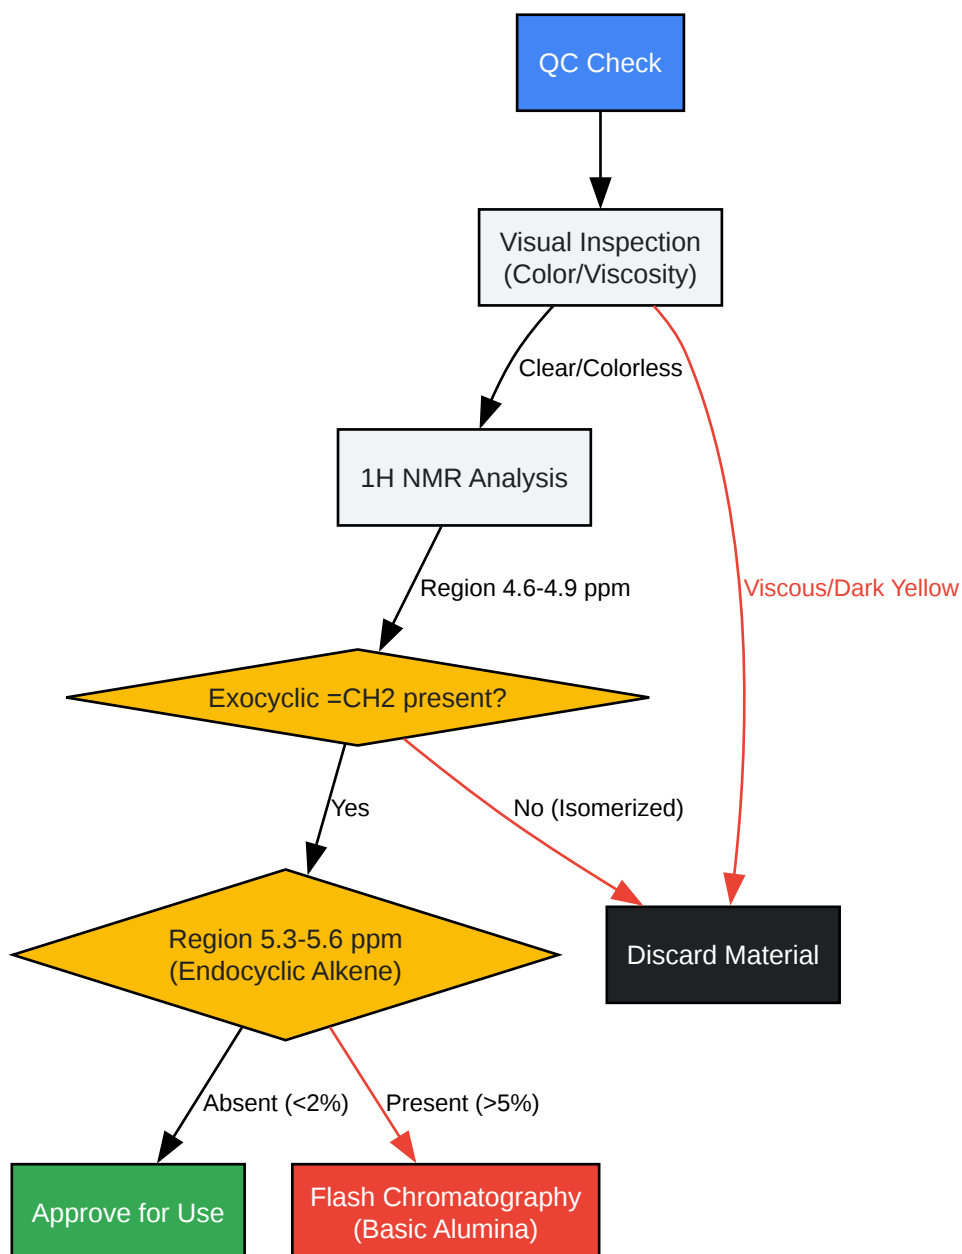 QC Check
Visual Inspection
(Color/Viscosity)
Clear/Colorless
1H NMR Analysis
Viscous/Dark Yellow
Region 4.6-4.9 ppm
Exocyclic =CH2 present?
Yes
No (Isomerized)
Region 5.3-5.6 ppm
(Endocyclic Alkene)
Discard Material
Absent (<2%)
Present (>5%)
Approve for Use
Flash Chromatography
(Basic Alumina)